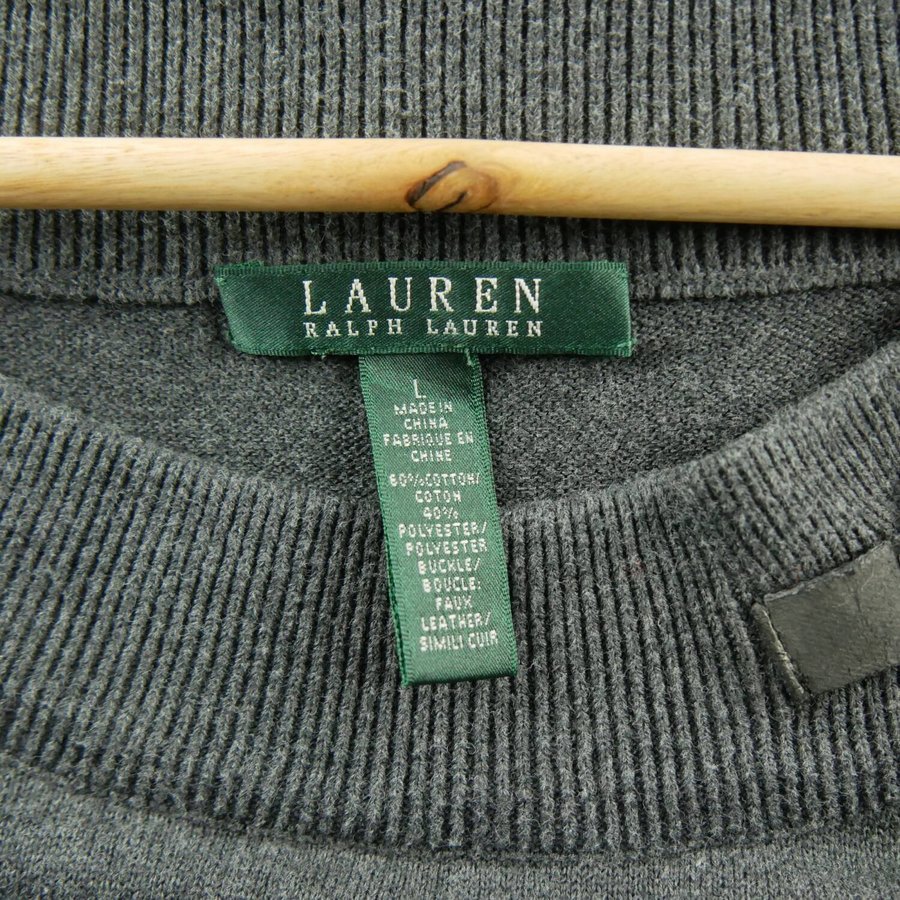 LAUREN
RALPH LAUREN
L
MADE IN
CHINA
FABRIQUE EN
CHINE
60% COTTON/
COTON
40%
POLYESTER/
POLYESTER
BUCKLE/
BOUCLE:
FAUX
LEATHER/
SIMILI CUIR